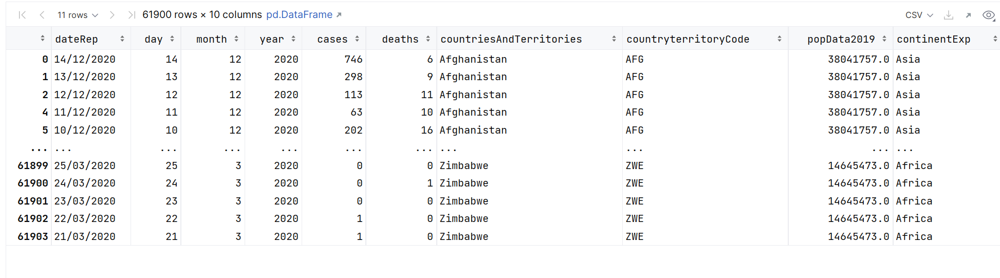 11 rows 61900 rows × 10 columns pd.DataFrame CSV
dateRep day month year cases deaths countriesAndTerritories countryterritoryCode popData2019 continentExp
0 14/12/2020 14 12 2020 746 6 Afghanistan AFG 38041757.0 Asia
1 13/12/2020 13 12 2020 298 9 Afghanistan AFG 38041757.0 Asia
2 12/12/2020 12 12 2020 113 11 Afghanistan AFG 38041757.0 Asia
4 11/12/2020 11 12 2020 63 10 Afghanistan AFG 38041757.0 Asia
5 10/12/2020 10 12 2020 202 16 Afghanistan AFG 38041757.0 Asia
... ... ... ... ... ... ... ... ... ... ...
61899 25/03/2020 25 3 2020 0 0 Zimbabwe ZWE 14645473.0 Africa
61900 24/03/2020 24 3 2020 0 1 Zimbabwe ZWE 14645473.0 Africa
61901 23/03/2020 23 3 2020 0 0 Zimbabwe ZWE 14645473.0 Africa
61902 22/03/2020 22 3 2020 1 0 Zimbabwe ZWE 14645473.0 Africa
61903 21/03/2020 21 3 2020 1 0 Zimbabwe ZWE 14645473.0 Africa